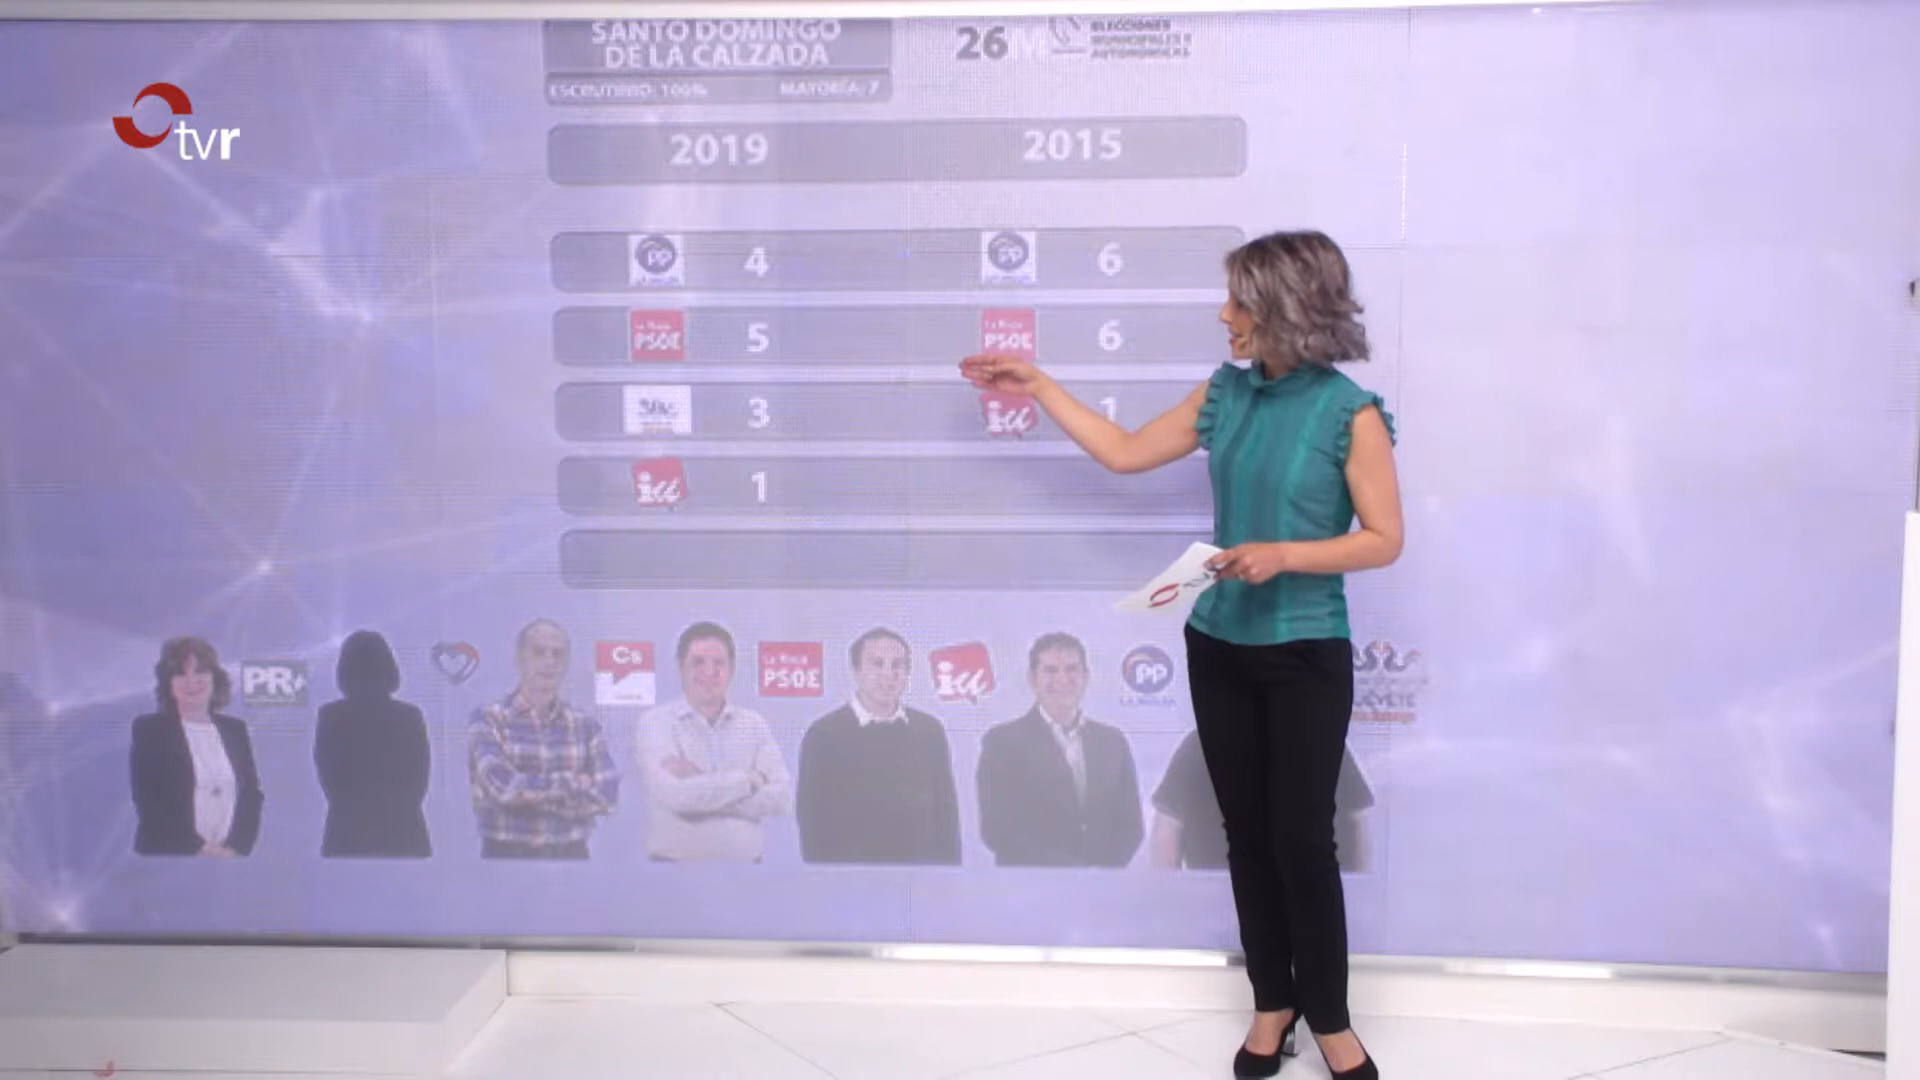 SANTO DOMINGO
DE LA CALZADA
ESCRUTINIO: 100% MAYORÍA: 7
26M
ELECCIONES
MUNICIPALES Y
AUTONÓMICAS
tvr
2019 2015
PP 4 PP 6
La Rioja PSOE 5 La Rioja PSOE 6
3 iu 1
iu 1
PR+
Cs
La Rioja
PSOE
iu
PP
LA RIOJA
MUÉVETE